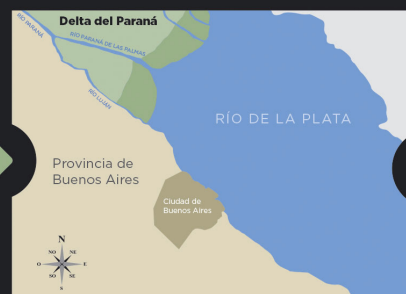 Delta del Paraná
RÍO PARANÁ
RÍO PARANÁ DE LAS PALMAS
RÍO LUJAN
RÍO DE LA PLATA
Provincia de
Buenos Aires
Ciudad de
Buenos Aires
N
NO NE
O E
SO SE
S